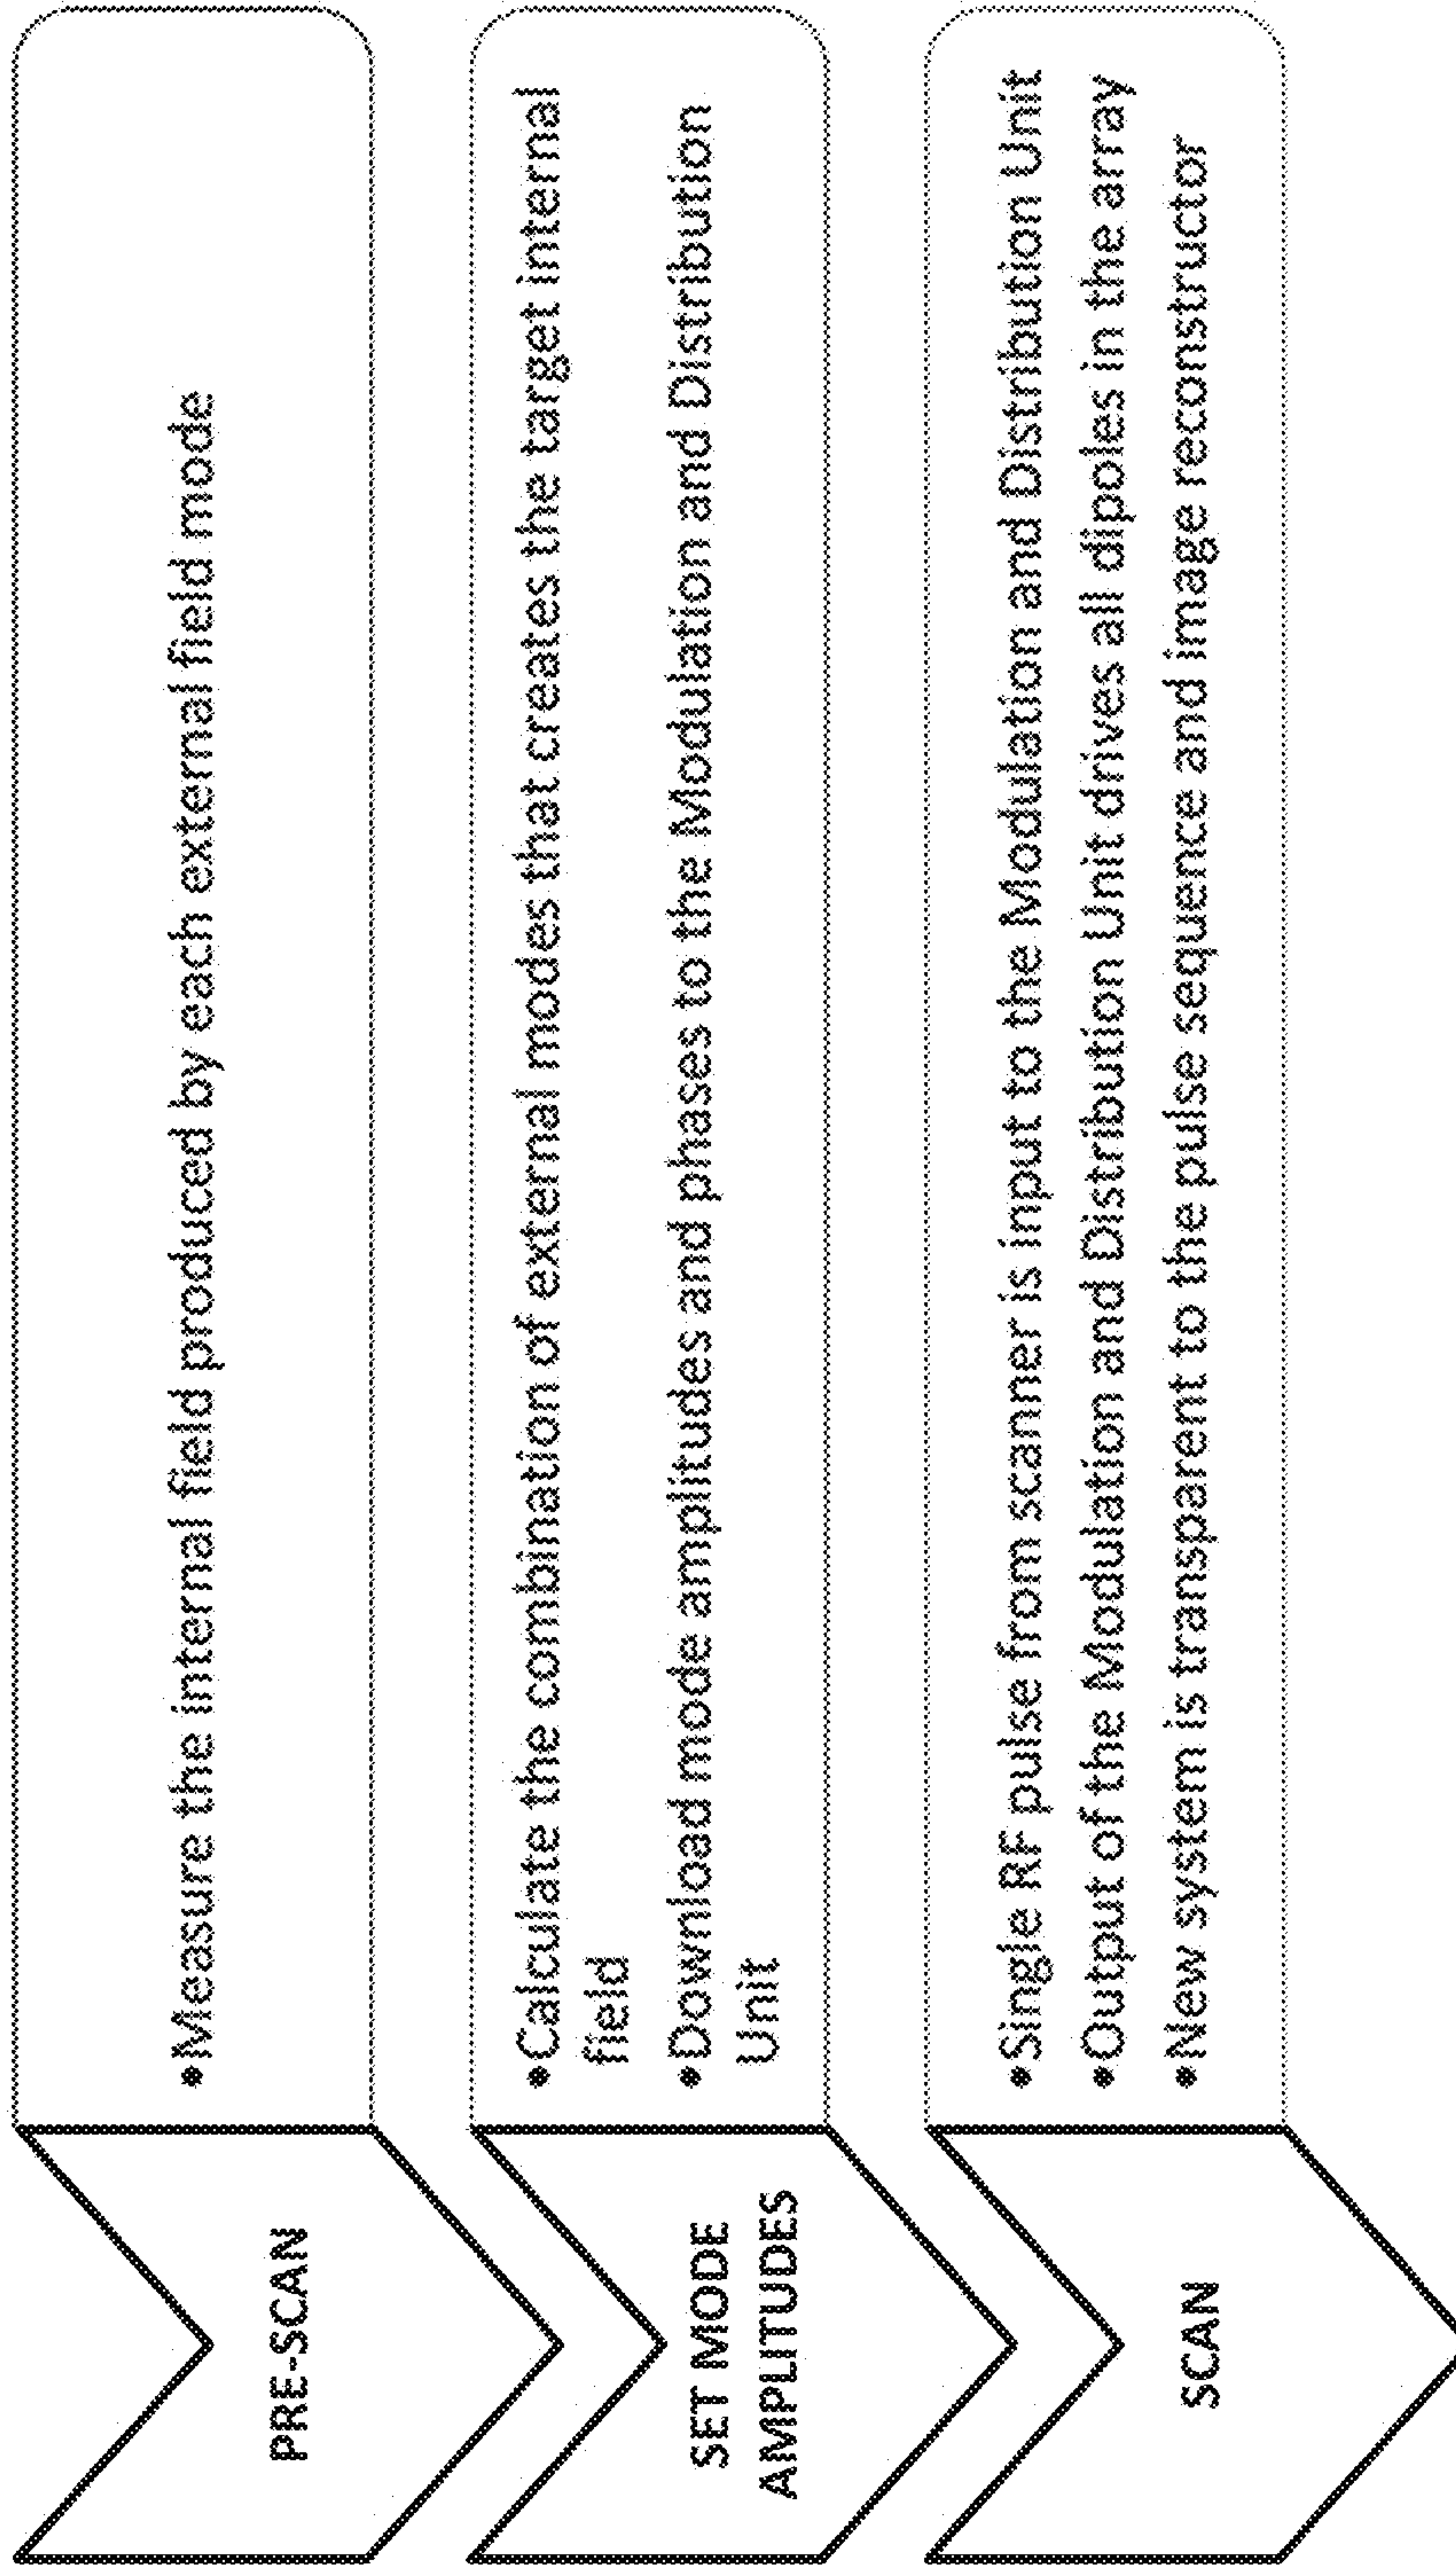 PRE-SCAN
•Measure the internal field produced by each external field mode
SET MODE
AMPLITUDES
•Calculate the combination of external modes that creates the target internal
field
•Download mode amplitudes and phases to the Modulation and Distribution
Unit
SCAN
•Single RF pulse from scanner is input to the Modulation and Distribution Unit
•Output of the Modulation and Distribution Unit drives all dipoles in the array
•New system is transparent to the pulse sequence and image reconstructor